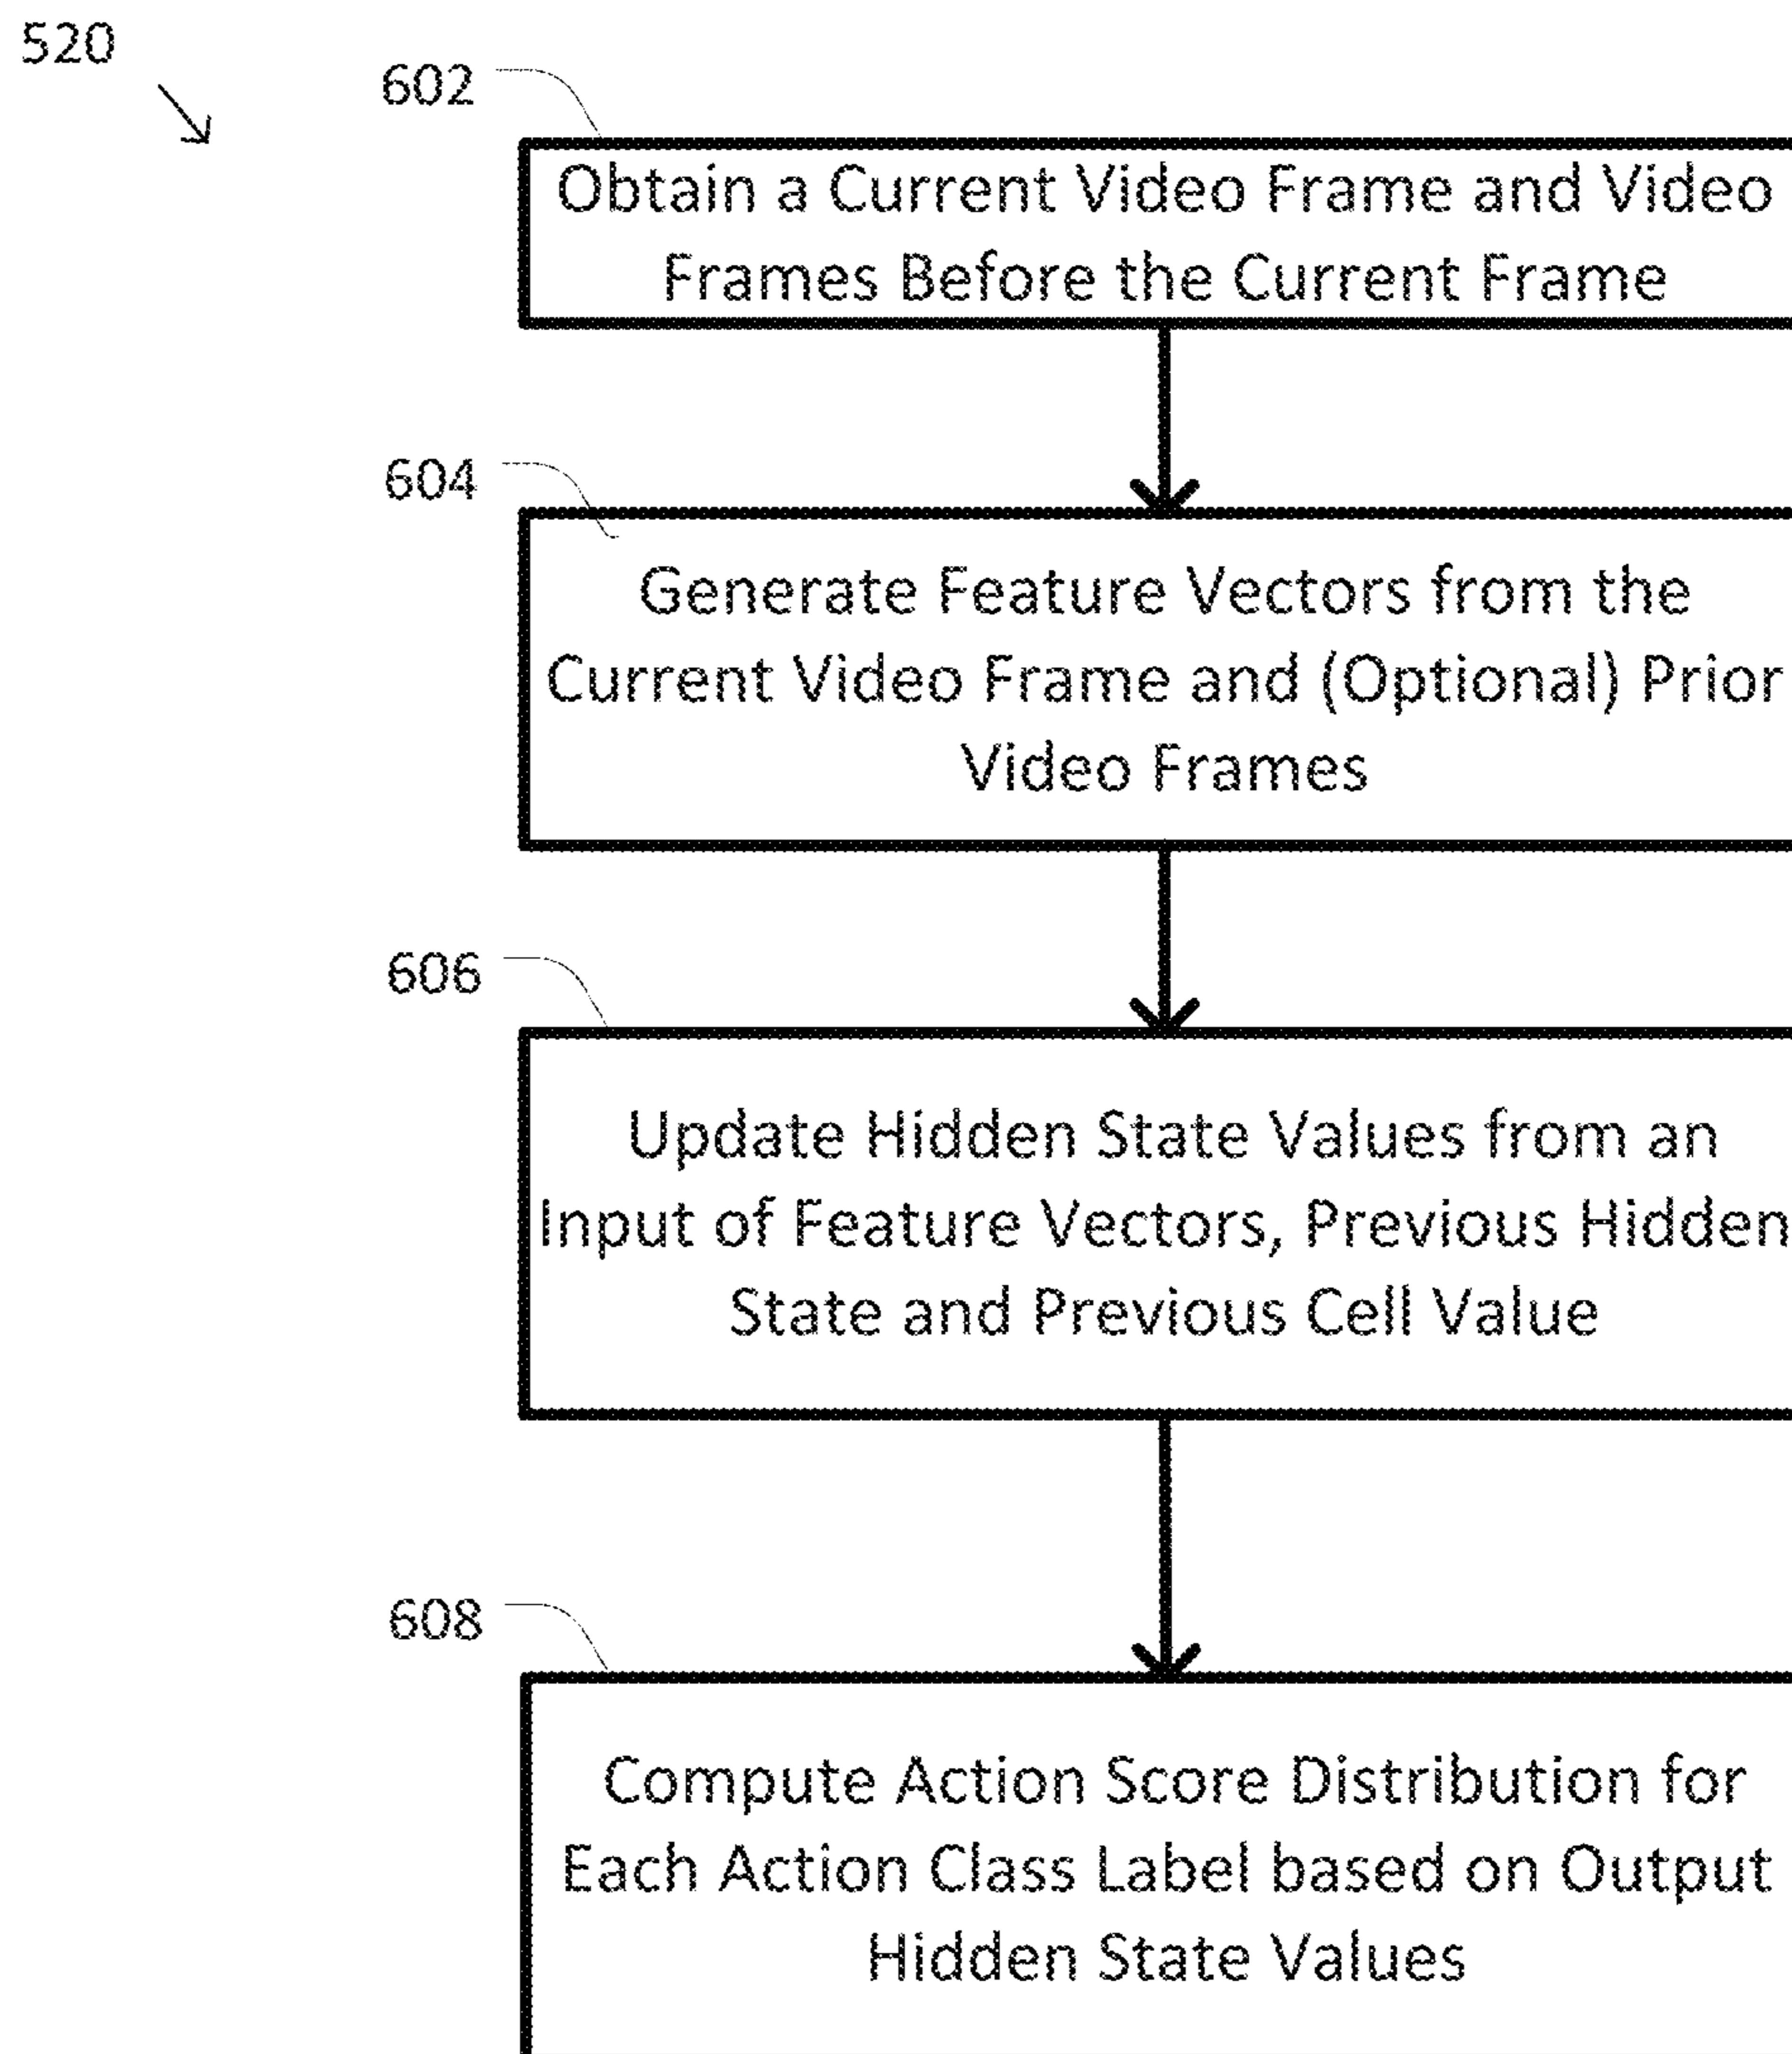 520
602
Obtain a Current Video Frame and Video
Frames Before the Current Frame
604
Generate Feature Vectors from the
Current Video Frame and (Optional) Prior
Video Frames
606
Update Hidden State Values from an
Input of Feature Vectors, Previous Hidden
State and Previous Cell Value
608
Compute Action Score Distribution for
Each Action Class Label based on Output
Hidden State Values